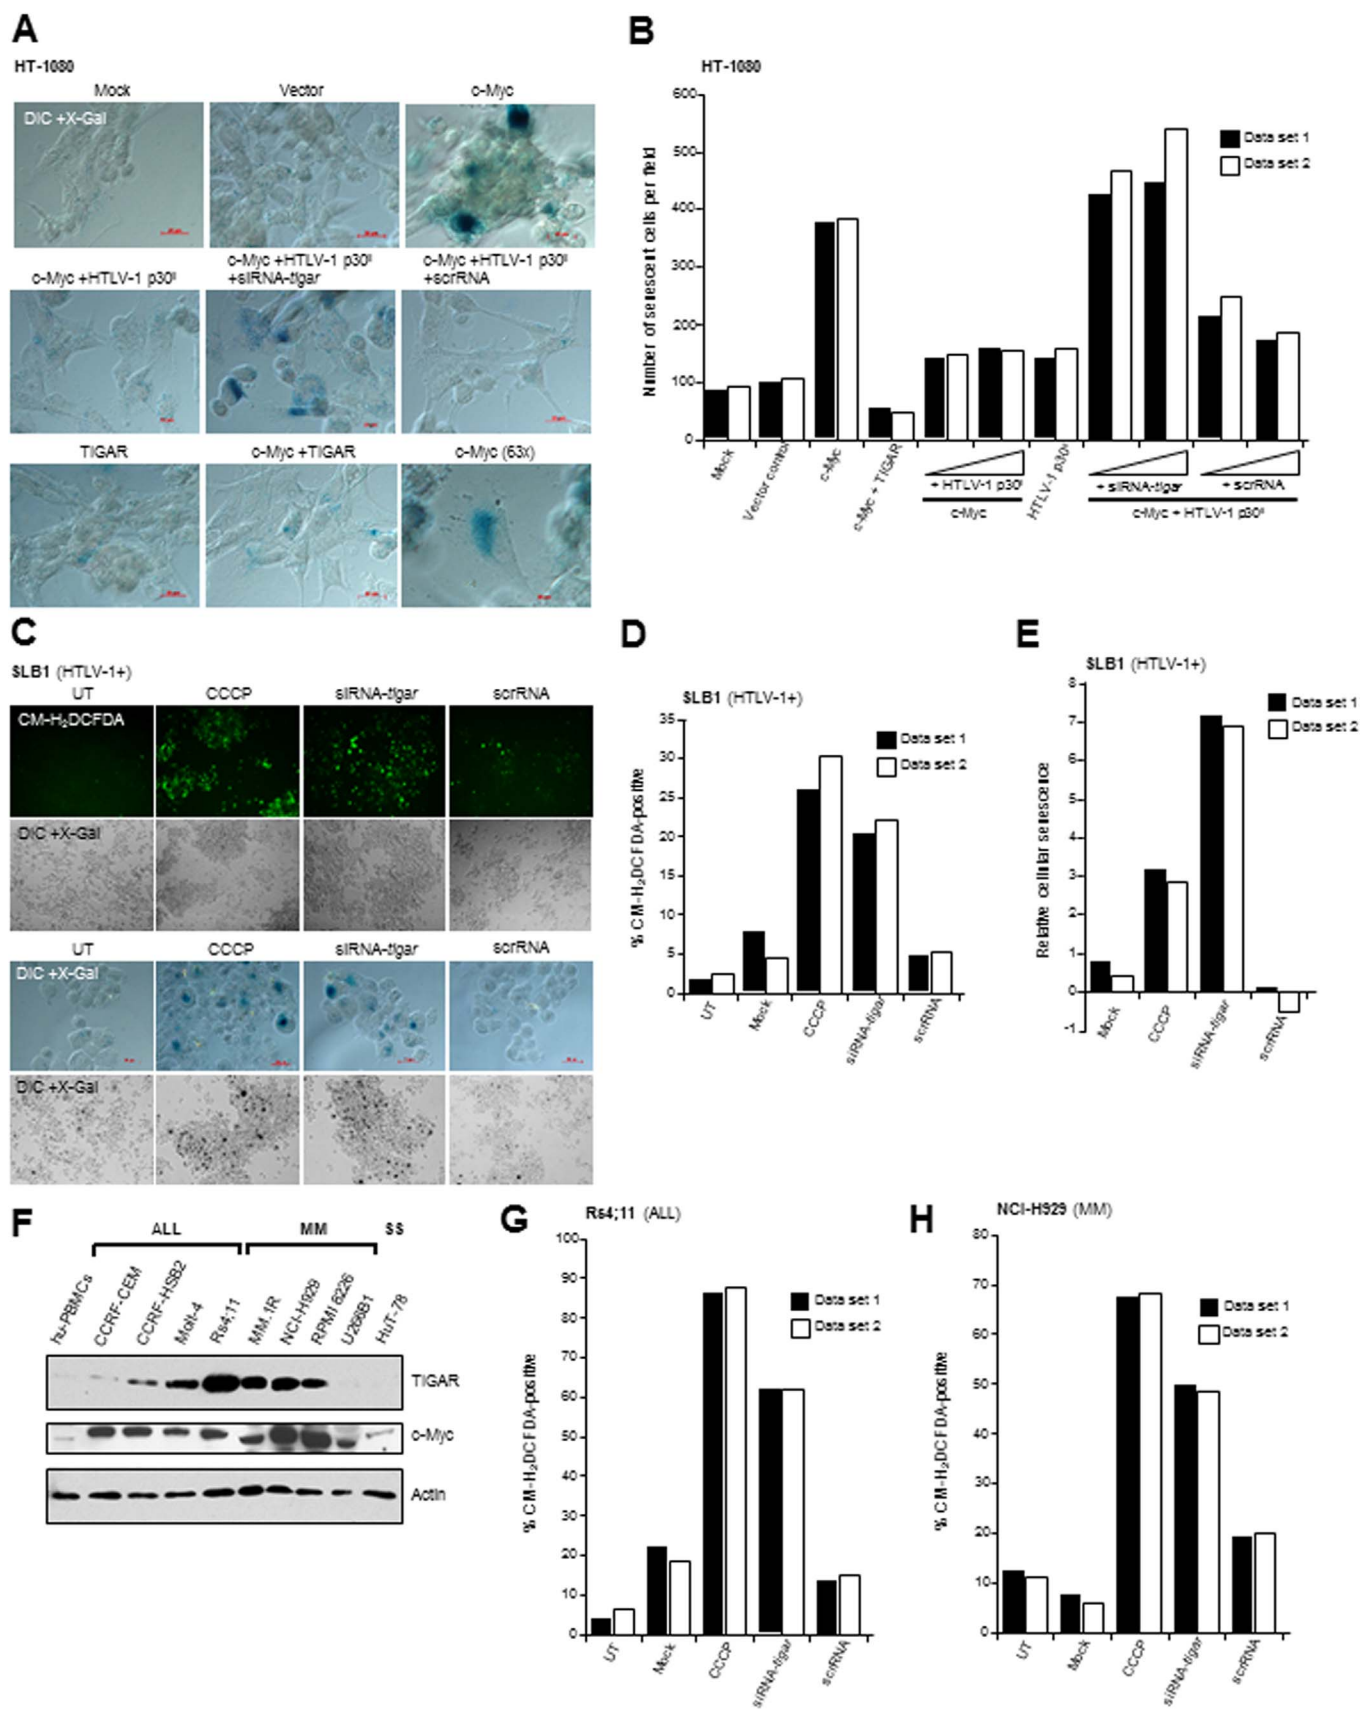 A
HT-1080
Mock Vector c-Myc
DIC +X-Gal
c-Myc +HTLV-1 p30ᴵᴵ c-Myc +HTLV-1 p30ᴵᴵ +siRNA-tigar c-Myc +HTLV-1 p30ᴵᴵ +scrRNA
TIGAR c-Myc +TIGAR c-Myc (63x)
B
HT-1080
Number of senescent cells per field
600
500
400
300
200
100
0
Data set 1
Data set 2
Mock Vector control c-Myc c-Myc + TIGAR + HTLV-1 p30ᴵᴵ HTLV-1 p30ᴵᴵ + siRNA-tigar + scrRNA
c-Myc c-Myc + HTLV-1 p30ᴵᴵ
C
SLB1 (HTLV-1+)
UT CCCP siRNA-tigar scrRNA
CM-H₂DCFDA
DIC +X-Gal
UT CCCP siRNA-tigar scrRNA
DIC +X-Gal
DIC +X-Gal
D
SLB1 (HTLV-1+)
% CM-H₂DCFDA-positive
35
30
25
20
15
10
5
0
Data set 1
Data set 2
UT Mock CCCP siRNA-tigar scrRNA
E
SLB1 (HTLV-1+)
Relative cellular senescence
8
7
6
5
4
3
2
1
0
-1
Data set 1
Data set 2
Mock CCCP siRNA-tigar scrRNA
F
ALL MM SS
hu-PBMCs CCRF-CEM CCRF-HSB2 Molt-4 Rs4;11 MM.1R NCI-H929 RPMI 8226 U266B1 HuT-78
TIGAR
c-Myc
Actin
G
Rs4;11 (ALL)
% CM-H₂DCFDA-positive
100
90
80
70
60
50
40
30
20
10
0
Data set 1
Data set 2
UT Mock CCCP siRNA-tigar scrRNA
H
NCI-H929 (MM)
% CM-H₂DCFDA-positive
80
70
60
50
40
30
20
10
0
Data set 1
Data set 2
UT Mock CCCP siRNA-tigar scrRNA